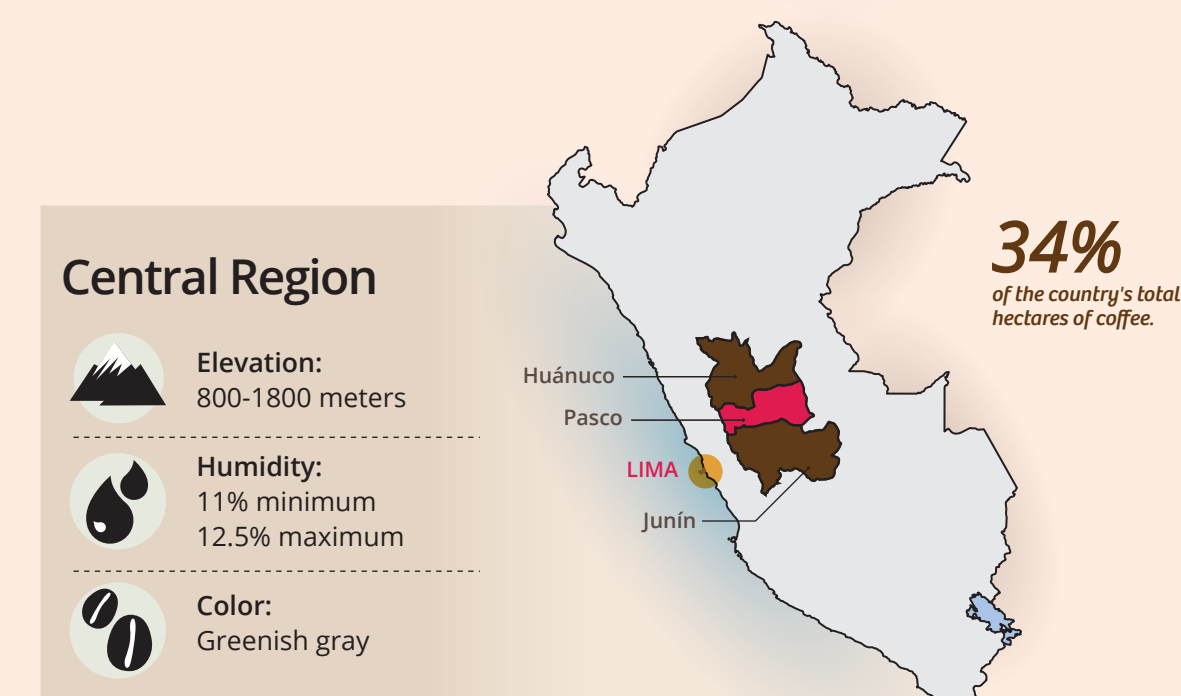 Central Region
Elevation:
800-1800 meters
Humidity:
11% minimum
12.5% maximum
Color:
Greenish gray
Huánuco
Pasco
LIMA
Junín
34%
of the country's total
hectares of coffee.